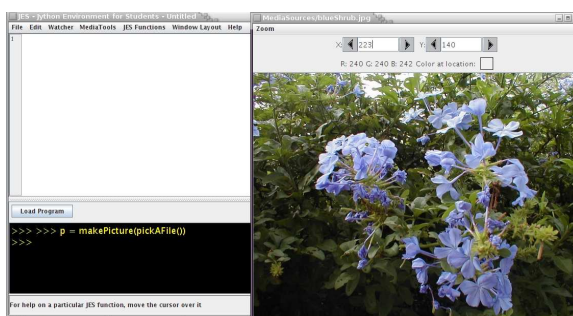 JES - Jython Environment for Students - Untitled
File Edit Watcher MediaTools JES Functions Window Layout Help
1
Load Program
>>> >>> p = makePicture(pickAFile())
>>>
For help on a particular JES function, move the cursor over it
MediaSources/blueShrub.jpg
Zoom
X: 223 Y: 140
R: 240 G: 240 B: 242 Color at location: